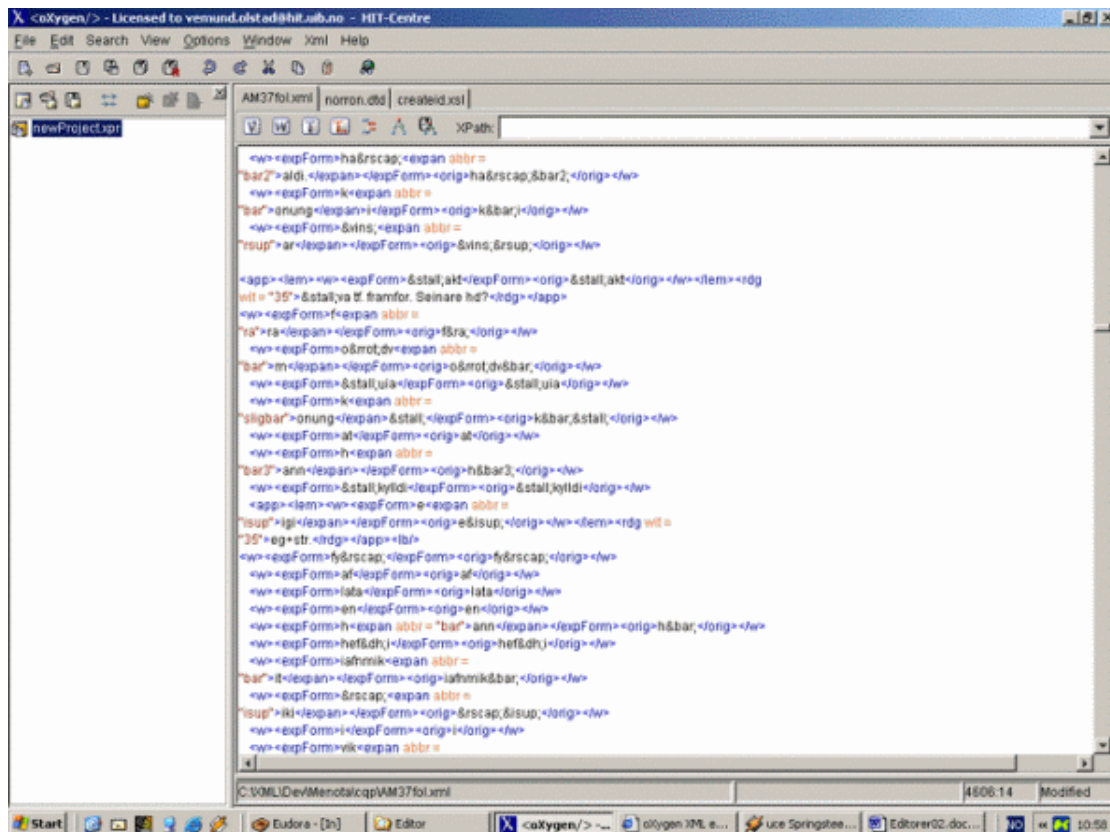 <oXygen/> - Licensed to vemund.olstad@hit.uib.no - HIT-Centre
File Edit Search View Options Window Xml Help
AM37fol.xml norron.dtd createid.xsl
newProject.xpr
XPath:
<w><expForm>ha&rscap;<expan abbr =
"bar2">aldi.</expan></expForm><orig>ha&rscap;&bar2;</orig></w>
<w><expForm>k<expan abbr =
"bar">onung</expan>i</expForm><orig>k&bar;i</orig></w>
<w><expForm>&vins;<expan abbr =
"rsup">ar</expan></expForm><orig>&vins;&rsup;</orig></w>
<app><lem><w><expForm>&stall;akt</expForm><orig>&stall;akt</orig></w></lem><rdg
wit = "35">&stall;va tf. framfor. Seinare hd?</rdg></app>
<w><expForm>f<expan abbr =
"ra">ra</expan></expForm><orig>f&ra;</orig></w>
<w><expForm>o&rrot;dv<expan abbr =
"bar">m</expan></expForm><orig>o&rrot;dv&bar;</orig></w>
<w><expForm>&stall;uia</expForm><orig>&stall;uia</orig></w>
<w><expForm>k<expan abbr =
"sligbar">onung</expan>&stall;</expForm><orig>k&bar;&stall;</orig></w>
<w><expForm>at</expForm><orig>at</orig></w>
<w><expForm>h<expan abbr =
"bar3">ann</expan></expForm><orig>h&bar3;</orig></w>
<w><expForm>&stall;kylldi</expForm><orig>&stall;kylldi</orig></w>
<app><lem><w><expForm>e<expan abbr =
"isup">igi</expan></expForm><orig>e&isup;</orig></w></lem><rdg wit =
"35">eg+str.</rdg></app><lb/>
<w><expForm>fy&rscap;</expForm><orig>fy&rscap;</orig></w>
<w><expForm>af</expForm><orig>af</orig></w>
<w><expForm>lata</expForm><orig>lata</orig></w>
<w><expForm>en</expForm><orig>en</orig></w>
<w><expForm>h<expan abbr = "bar">ann</expan></expForm><orig>h&bar;</orig></w>
<w><expForm>hef&dh;i</expForm><orig>hef&dh;i</orig></w>
<w><expForm>iafnmik<expan abbr =
"bar">it</expan></expForm><orig>iafnmik&bar;</orig></w>
<w><expForm>&rscap;<expan abbr =
"isup">iki</expan></expForm><orig>&rscap;&isup;</orig></w>
<w><expForm>i</expForm><orig>i</orig></w>
<w><expForm>vik<expan abbr =
C:\XML\Dev\Menota\cqp\AM37fol.xml 4606:14 Modified
Start Eudora - [In] Editor <oXygen/> -... oXygen XML e... uce Springstee... Editorer02.doc,... NO « 10:58